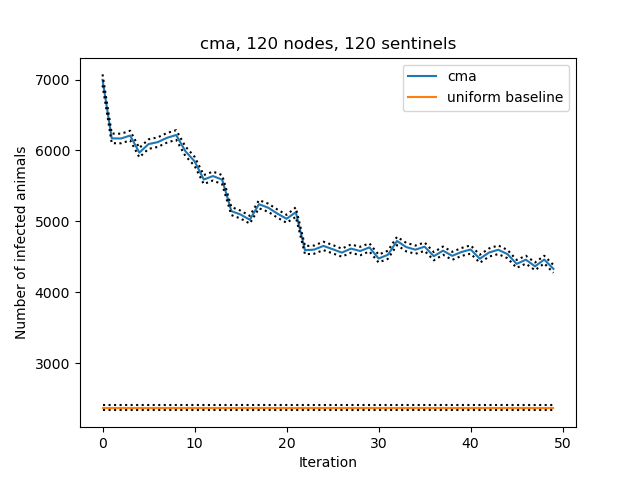 cma, 120 nodes, 120 sentinels
cma
uniform baseline
7000
6000
5000
4000
3000
Number of infected animals
0 10 20 30 40 50
Iteration